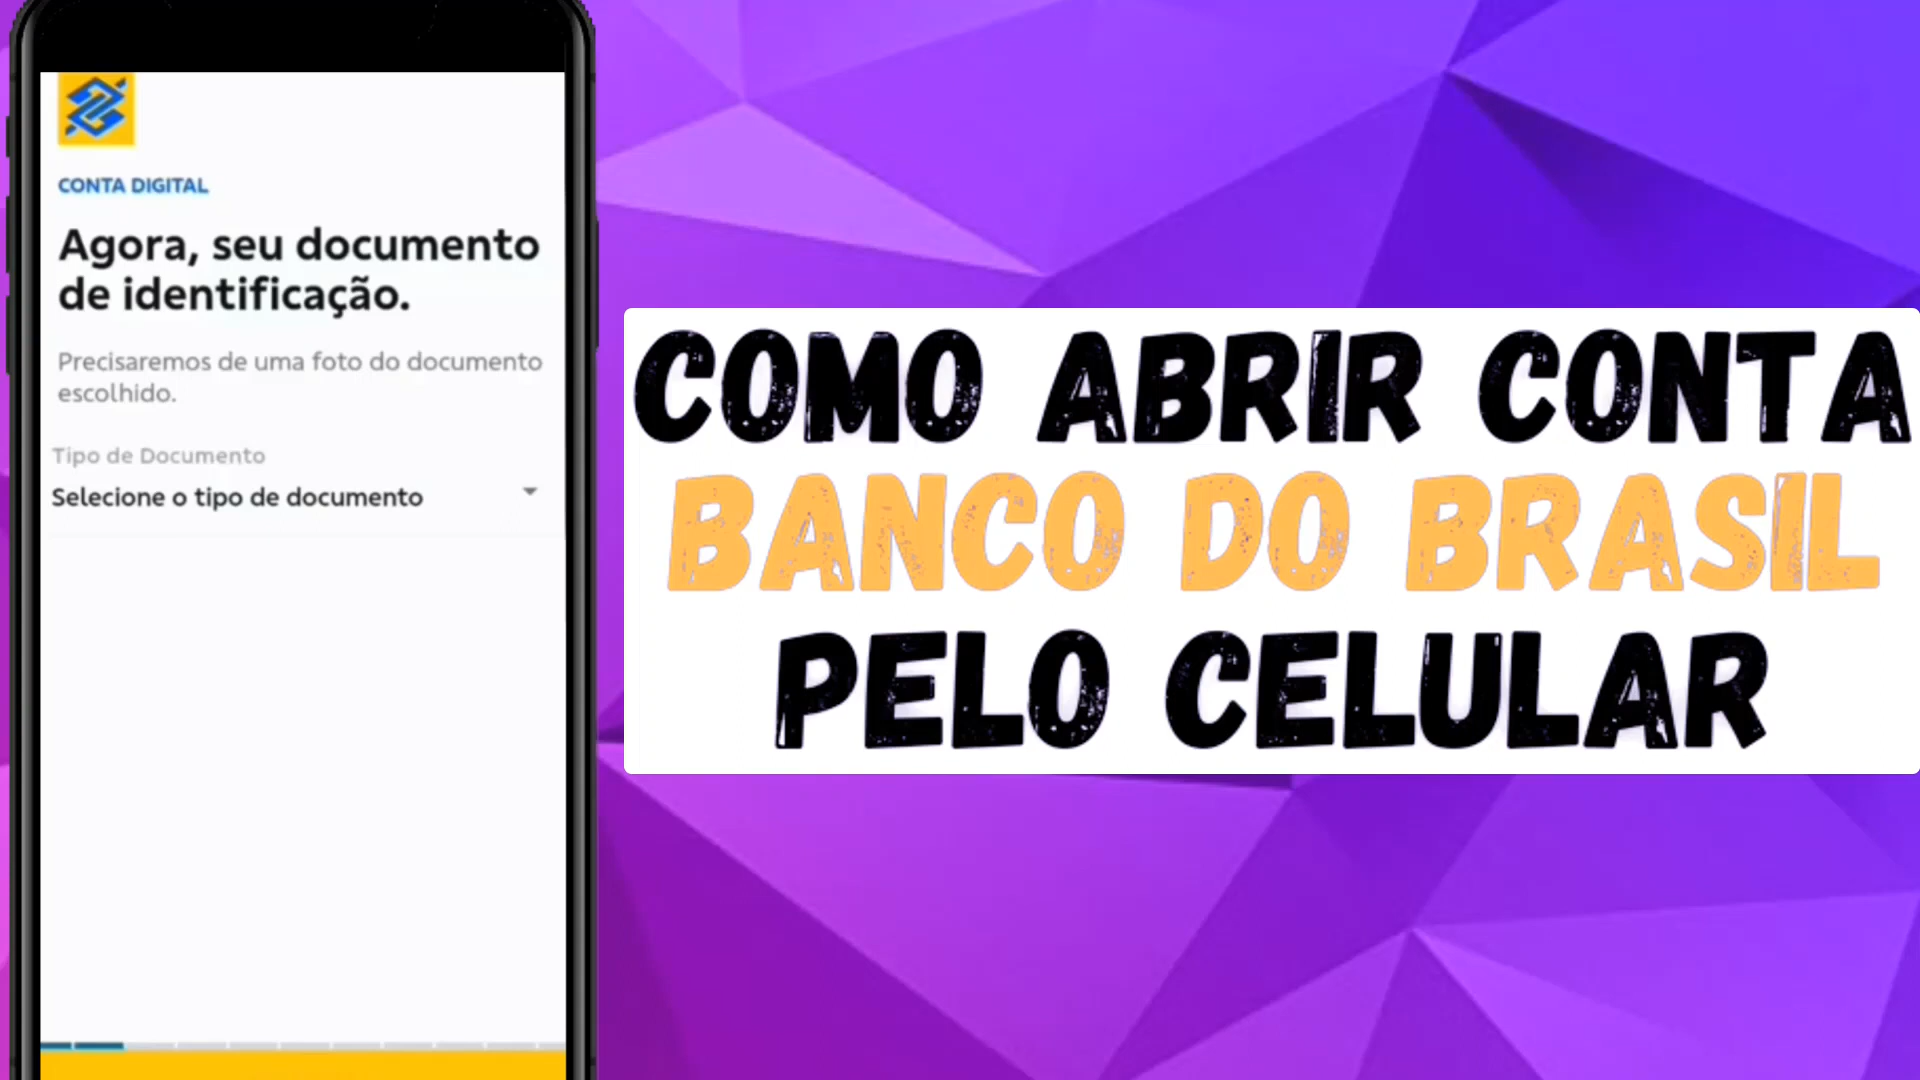 CONTA DIGITAL
Agora, seu documento
de identificação.
Precisaremos de uma foto do documento
escolhido.
Tipo de Documento
Selecione o tipo de documento
COMO ABRIR CONTA
BANCO DO BRASIL
PELO CELULAR